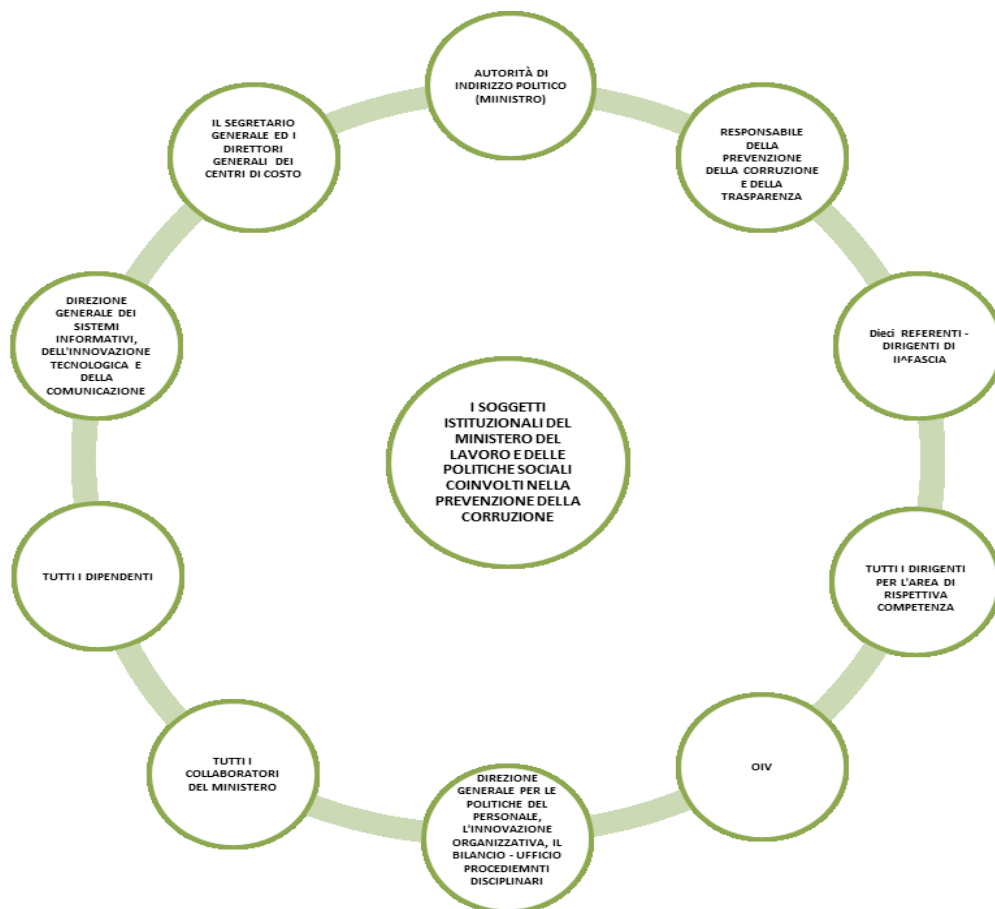 AUTORITÀ DI
INDIRIZZO POLITICO
(MIINISTRO)
RESPONSABILE
DELLA
PREVENZIONE
DELLA CORRUZIONE
E DELLA
TRASPARENZA
Dieci REFERENTI -
DIRIGENTI DI
II^FASCIA
TUTTI I DIRIGENTI
PER L'AREA DI
RISPETTIVA
COMPETENZA
OIV
DIREZIONE
GENERALE PER LE
POLITICHE DEL
PERSONALE,
L'INNOVAZIONE
ORGANIZZATIVA, IL
BILANCIO - UFFICIO
PROCEDIEMNTI
DISCIPLINARI
TUTTI I
COLLABORATORI
DEL MINISTERO
TUTTI I DIPENDENTI
DIREZIONE
GENERALE DEI
SISTEMI
INFORMATIVI,
DELL'INNOVAZIONE
TECNOLOGICA E
DELLA
COMUNICAZIONE
IL SEGRETARIO
GENERALE ED I
DIRETTORI
GENERALI DEI
CENTRI DI COSTO
I SOGGETTI
ISTITUZIONALI DEL
MINISTERO DEL
LAVORO E DELLE
POLITICHE SOCIALI
COINVOLTI NELLA
PREVENZIONE DELLA
CORRUZIONE